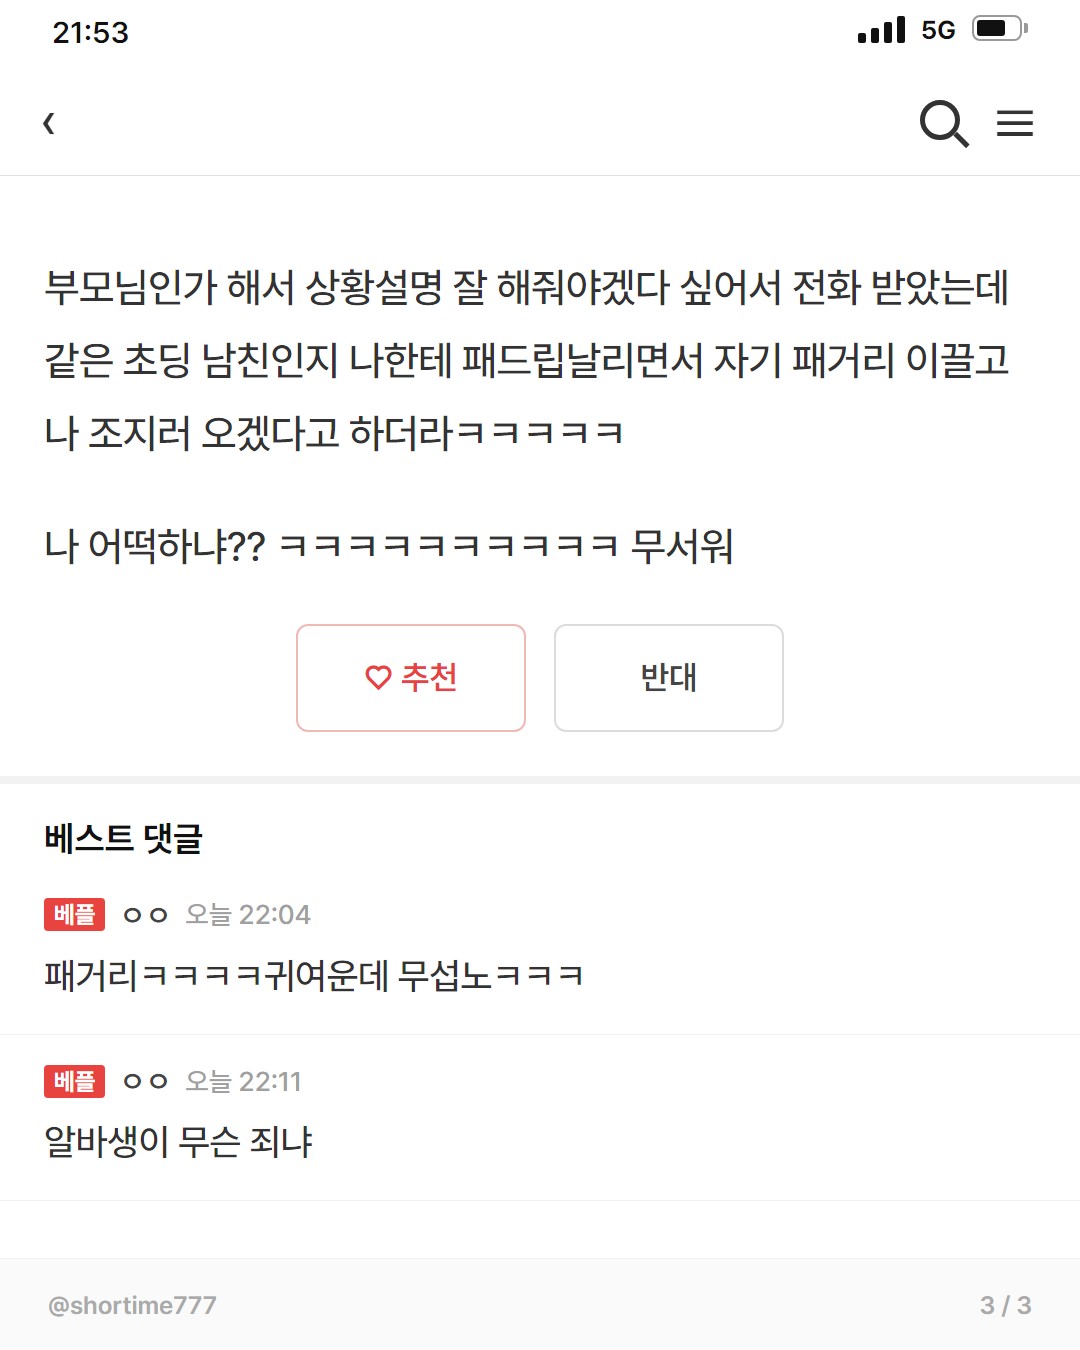 21:53
5G
부모님인가 해서 상황설명 잘 해줘야겠다 싶어서 전화 받았는데
같은 초딩 남친인지 나한테 패드립날리면서 자기 패거리 이끌고
나 조지러 오겠다고 하더라ㅋㅋㅋㅋㅋ
나 어떡하냐?? ㅋㅋㅋㅋㅋㅋㅋㅋㅋㅋ 무서워
♡ 추천
반대
베스트 댓글
베플 ㅇㅇ 오늘 22:04
패거리ㅋㅋㅋㅋ귀여운데 무섭노ㅋㅋㅋ
베플 ㅇㅇ 오늘 22:11
알바생이 무슨 죄냐
@shortime777
3 / 3